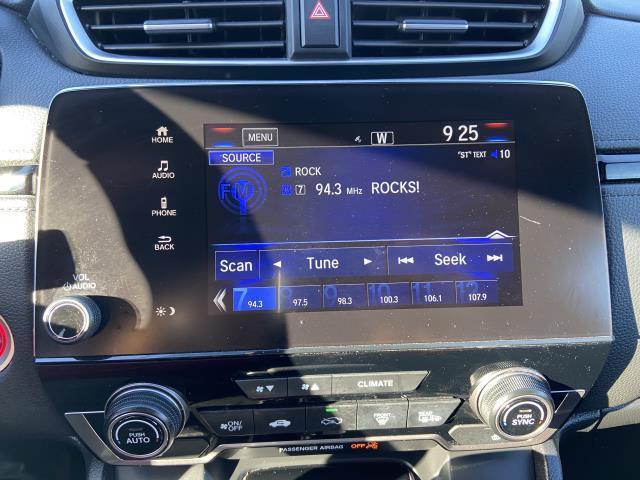 HOME
MENU
W
9 25
SOURCE
"ST" TEXT
10
AUDIO
ROCK
FM
7
94.3 MHz
ROCKS!
PHONE
BACK
Scan
Tune
Seek
VOL
AUDIO
7 94.3
8 97.5
9 98.3
10 100.3
11 106.1
12 107.9
CLIMATE
PUSH
AUTO
ON/
OFF
FRONT
REAR
PUSH
SYNC
PASSENGER AIRBAG OFF